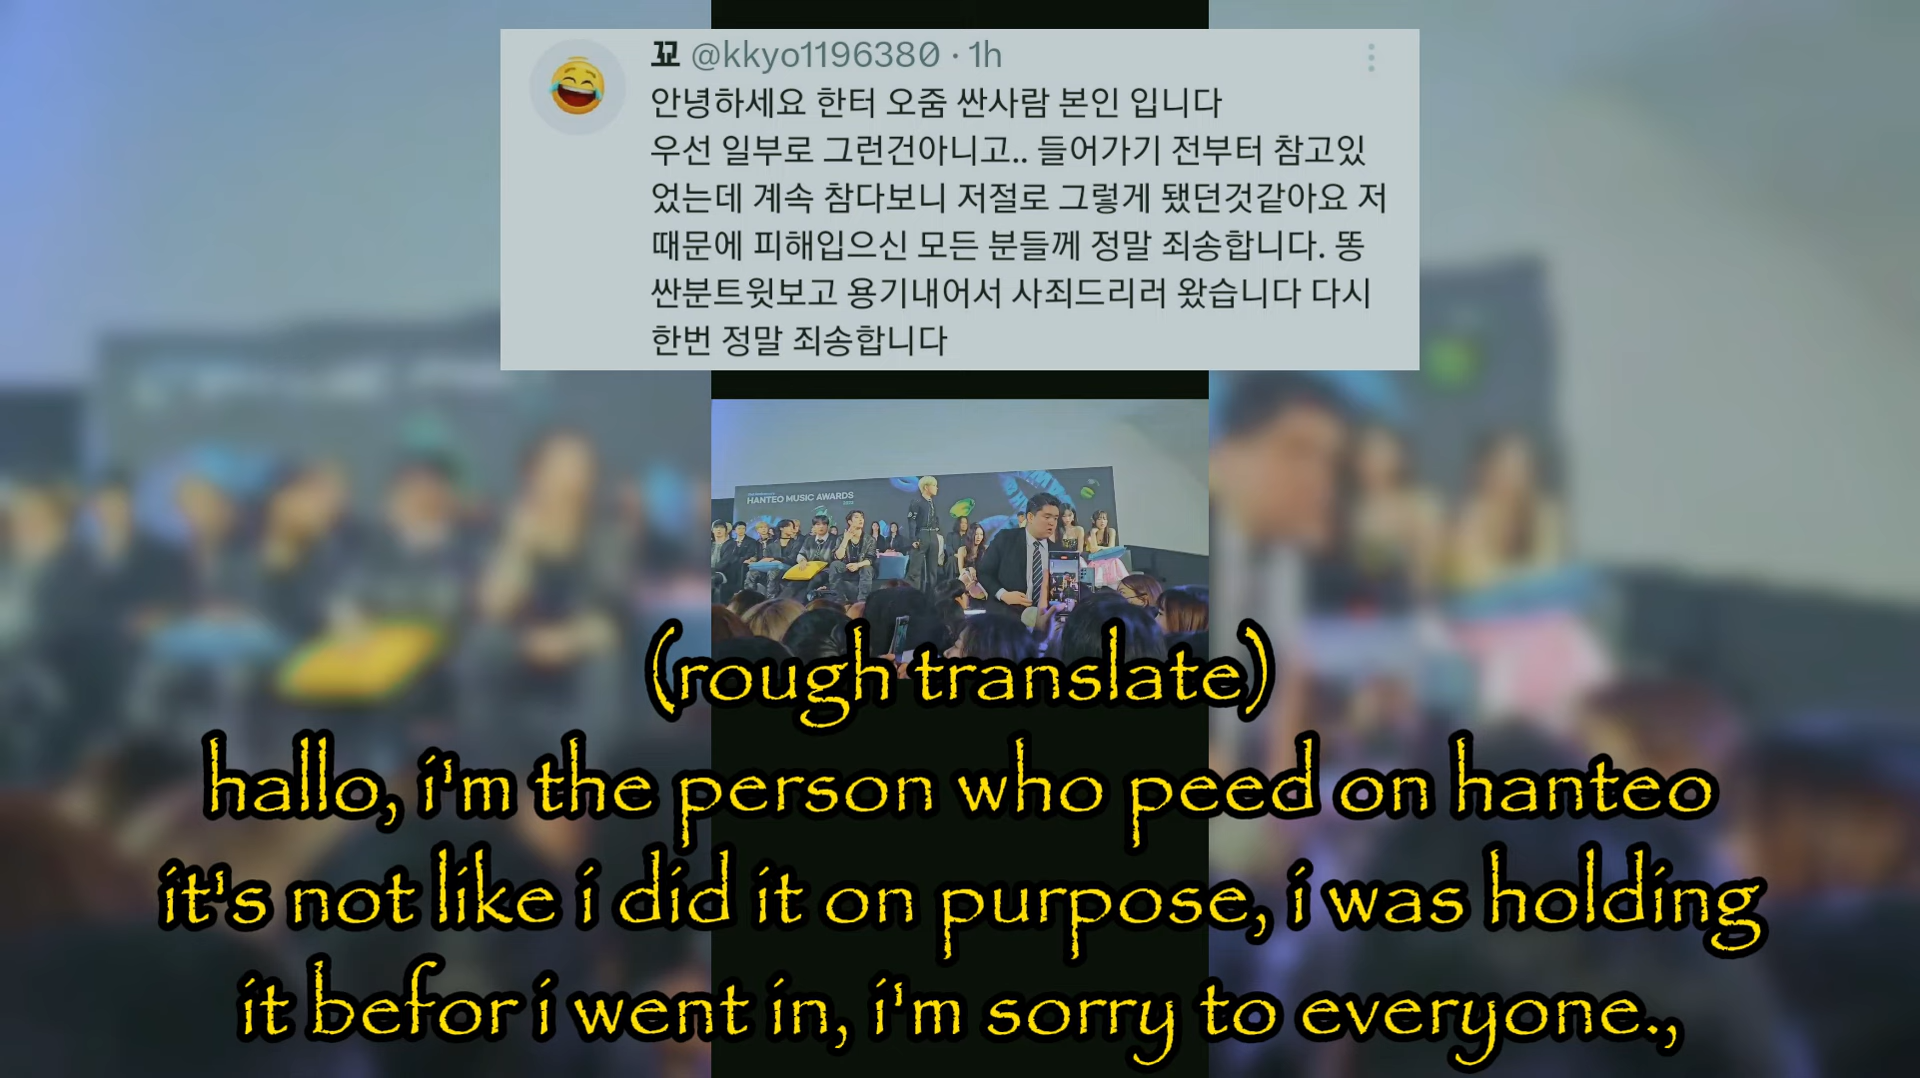 꾜 @kkyo1196380 · 1h
안녕하세요 한터 오줌 싼사람 본인 입니다
우선 일부로 그런건아니고.. 들어가기 전부터 참고있
었는데 계속 참다보니 저절로 그렇게 됐던것같아요 저
때문에 피해입으신 모든 분들께 정말 죄송합니다. 똥
싼분트윗보고 용기내어서 사죄드리러 왔습니다 다시
한번 정말 죄송합니다
HANTEO MUSIC AWARDS
(rough translate)
hallo, i'm the person who peed on hanteo
it's not like i did it on purpose, i was holding
it befor i went in, i'm sorry to everyone.,